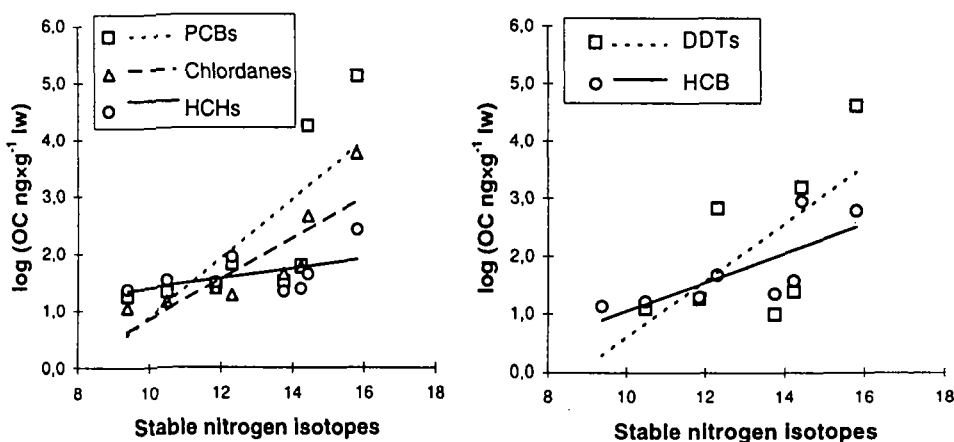 PCBs
Chlordanes
HCHs
log (OC ng×g⁻¹ lw)
6,0
5,0
4,0
3,0
2,0
1,0
0,0
8 10 12 14 16 18
Stable nitrogen isotopes
DDTs
HCB
log (OC ng×g⁻¹ lw)
6,0
5,0
4,0
3,0
2,0
1,0
0,0
8 10 12 14 16 18
Stable nitrogen isotopes